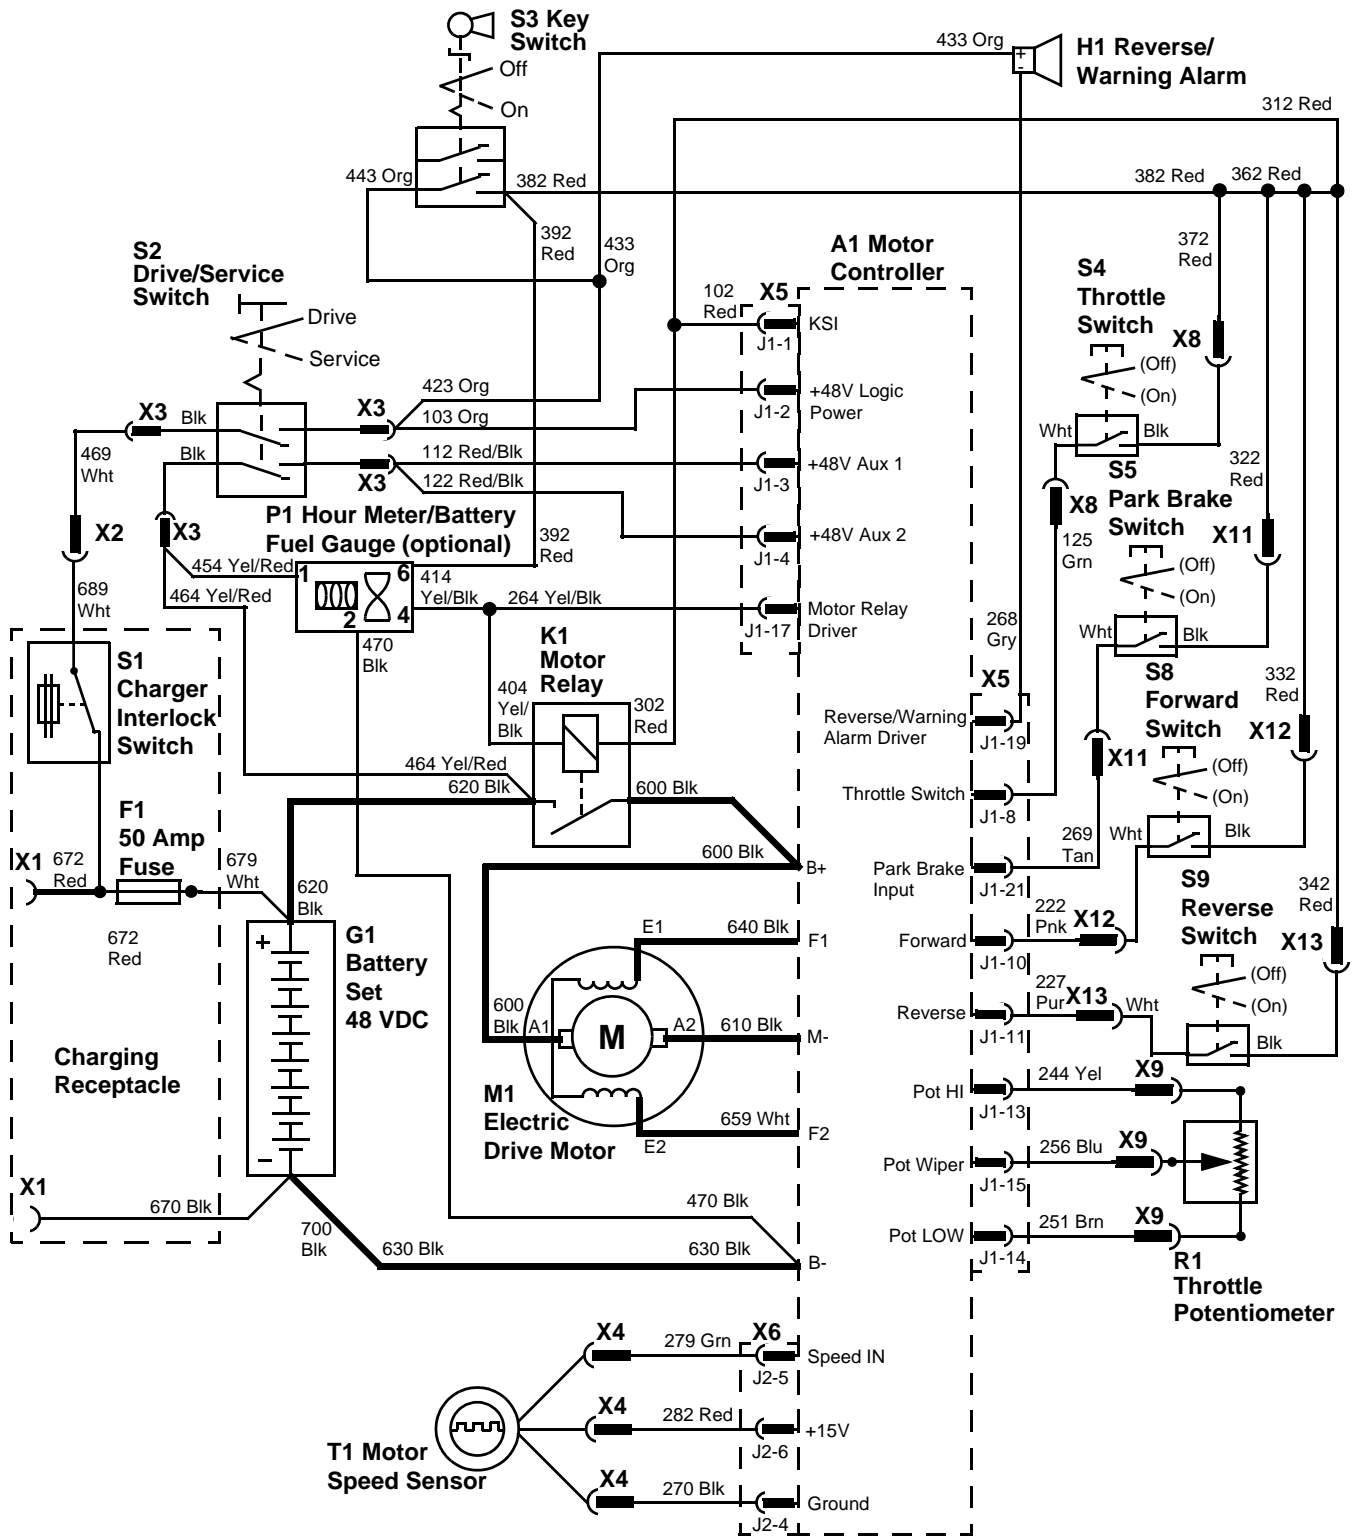 S3 Key
Switch
Off
On
433 Org
+
-
H1 Reverse/
Warning Alarm
312 Red
443 Org
382 Red
382 Red
362 Red
392
Red
433
Org
372
Red
S2
Drive/Service
Switch
Drive
Service
A1 Motor
Controller
S4
Throttle
Switch
(Off)
(On)
X8
102
Red
X5
KSI
J1-1
423 Org
103 Org
+48V Logic
Power
J1-2
X3
Blk
X3
Wht
Blk
469
Wht
Blk
112 Red/Blk
+48V Aux 1
J1-3
X3
122 Red/Blk
S5
Park Brake
Switch
322
Red
X8
X11
X2
X3
P1 Hour Meter/Battery
Fuel Gauge (optional)
392
Red
+48V Aux 2
J1-4
125
Grn
(Off)
(On)
454 Yel/Red
1
6
414
Yel/Blk
689
Wht
464 Yel/Red
2
4
264 Yel/Blk
Motor Relay
Driver
J1-17
268
Gry
Wht
Blk
470
Blk
K1
Motor
Relay
S1
Charger
Interlock
Switch
S8
Forward
Switch
332
Red
X5
404
Yel/
Blk
302
Red
Reverse/Warning
Alarm Driver
J1-19
X12
X11
(Off)
(On)
464 Yel/Red
620 Blk
600 Blk
Throttle Switch
J1-8
F1
50 Amp
Fuse
269
Tan
Wht
Blk
X1
672
Red
679
Wht
600 Blk
B+
Park Brake
Input
J1-21
620
Blk
S9
Reverse
Switch
342
Red
222
Pnk
X12
672
Red
+
G1
Battery
Set
48 VDC
E1
640 Blk
F1
Forward
J1-10
X13
(Off)
(On)
227
Pur
X13
Wht
600
Blk
A1
M
A2
610 Blk
M-
Reverse
J1-11
Blk
Charging
Receptacle
M1
Electric
Drive Motor
Pot HI
244 Yel
X9
J1-13
659 Wht
F2
E2
Pot Wiper
256 Blu
X9
J1-15
–
X1
670 Blk
700
Blk
470 Blk
Pot LOW
251 Brn
X9
J1-14
630 Blk
630 Blk
B-
R1
Throttle
Potentiometer
X4
279 Grn
X6
Speed IN
J2-5
X4
282 Red
+15V
J2-6
T1 Motor
Speed Sensor
X4
270 Blk
Ground
J2-4